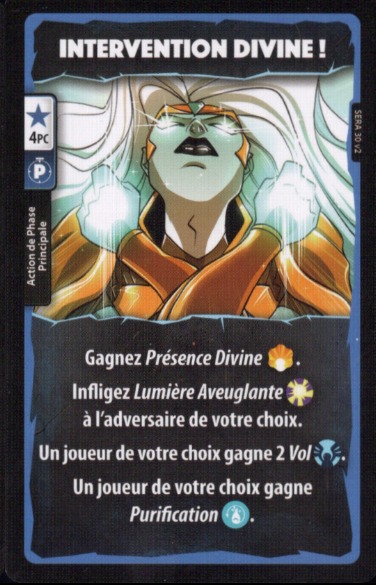 INTERVENTION DIVINE !
4PC
P
Action de Phase
Principale
SERA 30 v2
Gagnez Présence Divine.
Infligez Lumière Aveuglante
à l'adversaire de votre choix.
Un joueur de votre choix gagne 2 Vol.
Un joueur de votre choix gagne
Purification.